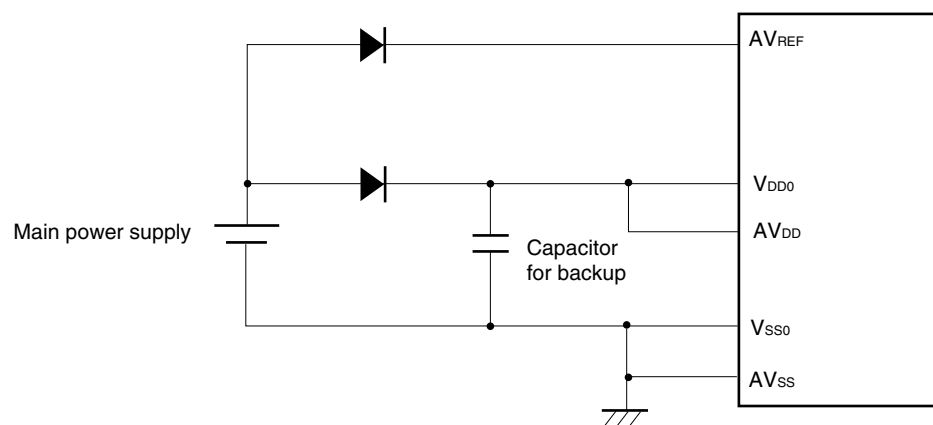 AVREF
VDD0
AVDD
Main power supply
Capacitor
for backup
VSS0
AVSS